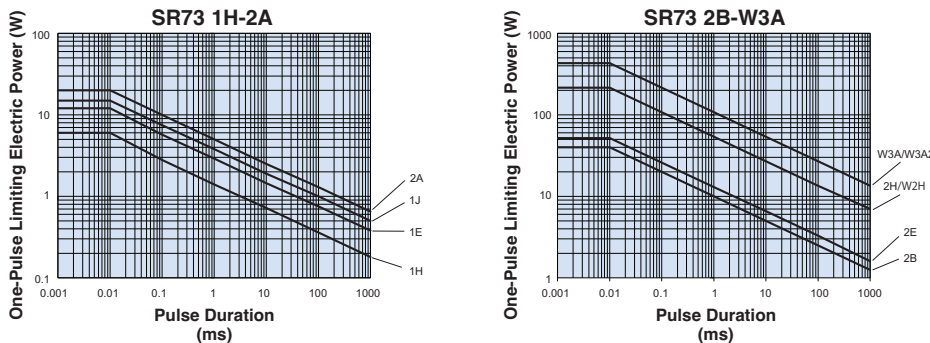 SR73 1H-2A
One-Pulse Limiting Electric Power (W)
100
10
1
0.1
0.001 0.01 0.1 1 10 100 1000
Pulse Duration
(ms)
2A
1J
1E
1H
SR73 2B-W3A
One-Pulse Limiting Electric Power (W)
1000
100
10
1
0.001 0.01 0.1 1 10 100 1000
Pulse Duration
(ms)
W3A/W3A2
2H/W2H
2E
2B